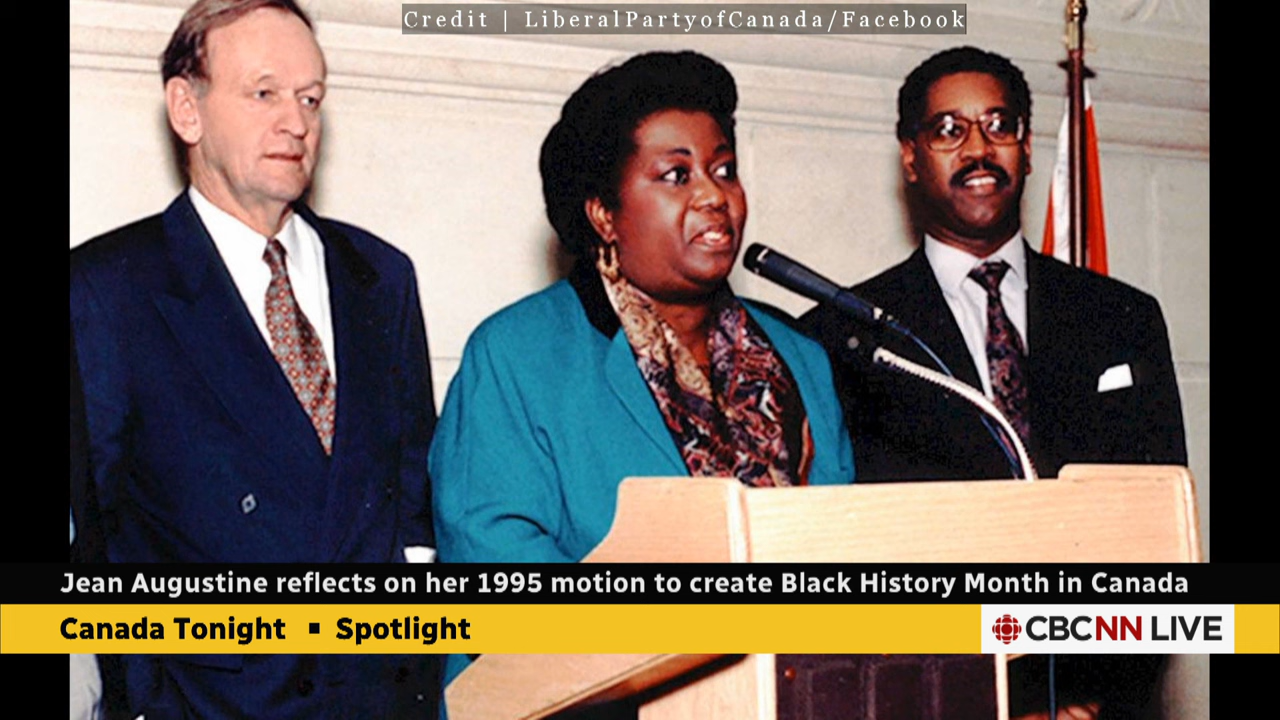 Credit | LiberalPartyofCanada/Facebook
Jean Augustine reflects on her 1995 motion to create Black History Month in Canada
Canada Tonight ▪ Spotlight
CBCNN LIVE